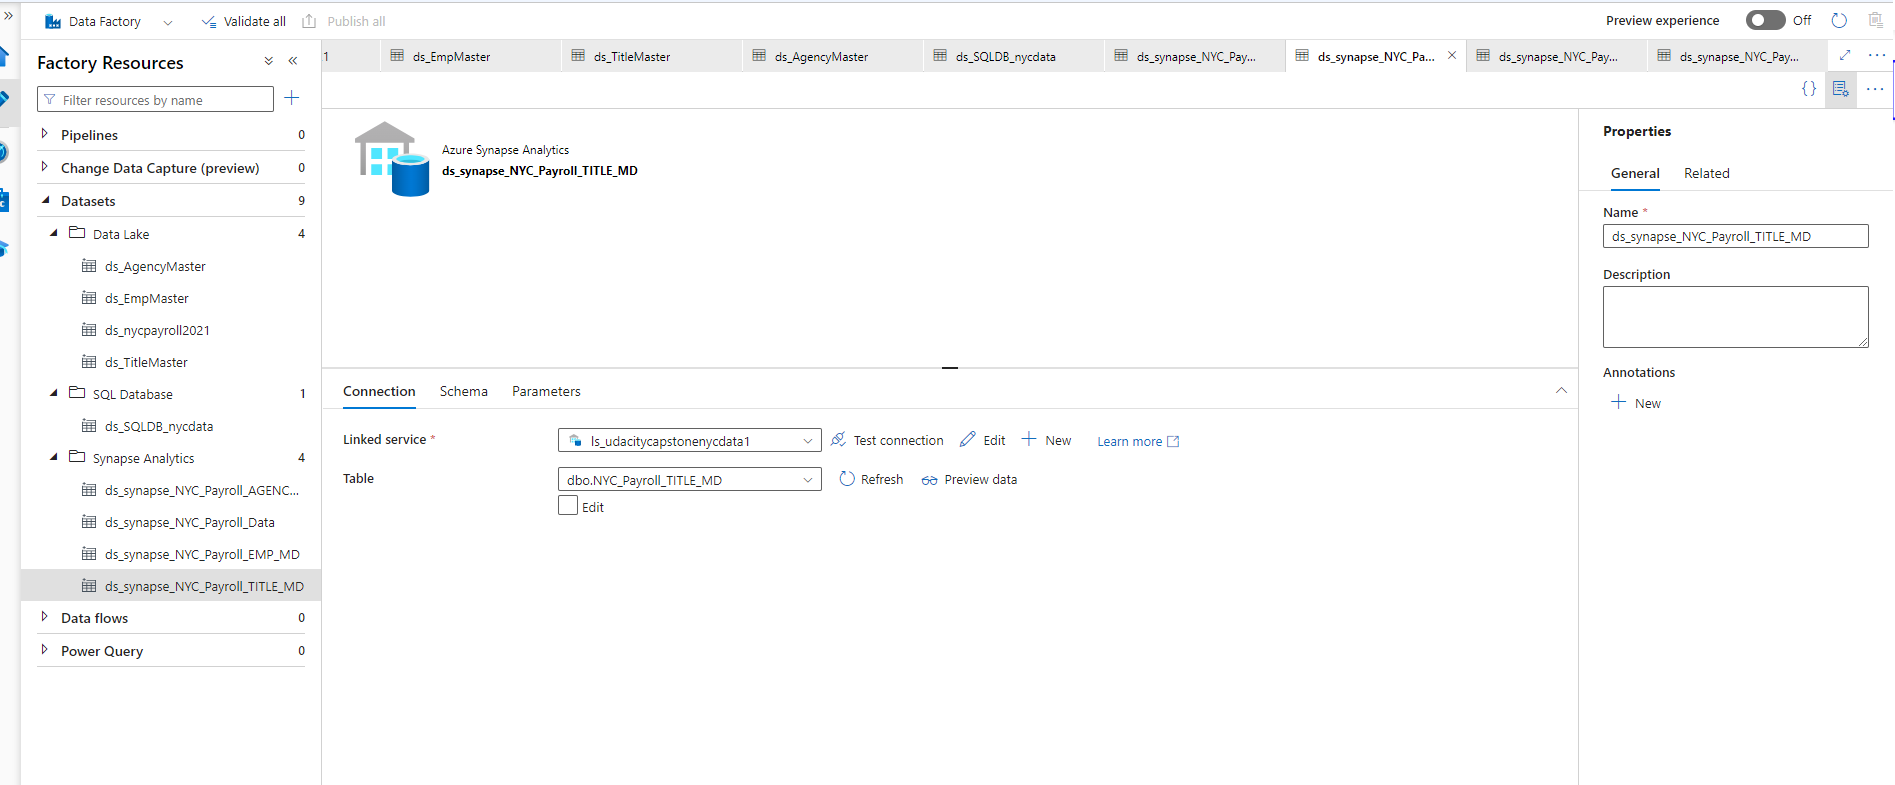 Data Factory
Validate all
Publish all
Preview experience
Off
Factory Resources
Filter resources by name
Pipelines 0
Change Data Capture (preview) 0
Datasets 9
Data Lake 4
ds_AgencyMaster
ds_EmpMaster
ds_nycpayroll2021
ds_TitleMaster
SQL Database 1
ds_SQLDB_nycdata
Synapse Analytics 4
ds_synapse_NYC_Payroll_AGENC...
ds_synapse_NYC_Payroll_Data
ds_synapse_NYC_Payroll_EMP_MD
ds_synapse_NYC_Payroll_TITLE_MD
Data flows 0
Power Query 0
1
ds_EmpMaster
ds_TitleMaster
ds_AgencyMaster
ds_SQLDB_nycdata
ds_synapse_NYC_Pay...
ds_synapse_NYC_Pa...
ds_synapse_NYC_Pay...
ds_synapse_NYC_Pay...
{}
Azure Synapse Analytics
ds_synapse_NYC_Payroll_TITLE_MD
Connection
Schema
Parameters
Linked service *
ls_udacitycapstonenycdata1
Test connection
Edit
New
Learn more
Table
dbo.NYC_Payroll_TITLE_MD
Refresh
Preview data
Edit
Properties
General
Related
Name *
ds_synapse_NYC_Payroll_TITLE_MD
Description
Annotations
New